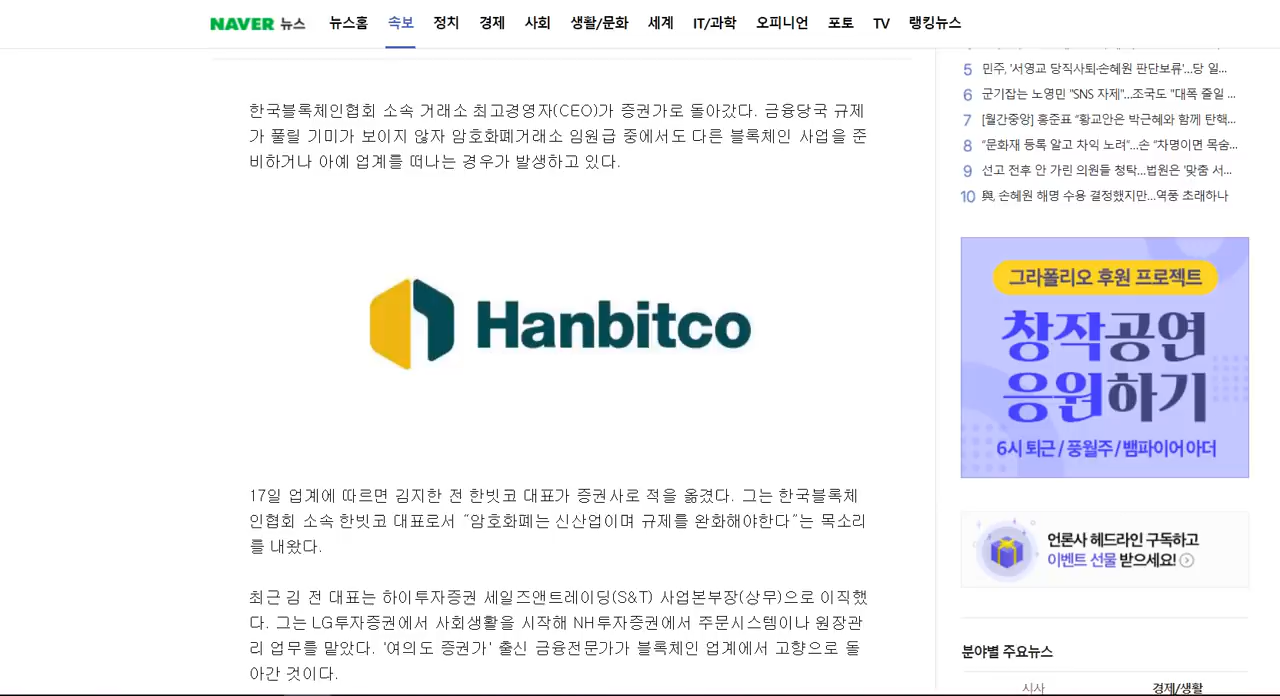 NAVER 뉴스 뉴스홈 속보 정치 경제 사회 생활/문화 세계 IT/과학 오피니언 포토 TV 랭킹뉴스
한국블록체인협회 소속 거래소 최고경영자(CEO)가 증권가로 돌아갔다. 금융당국 규제
가 풀릴 기미가 보이지 않자 암호화폐거래소 임원급 중에서도 다른 블록체인 사업을 준
비하거나 아예 업계를 떠나는 경우가 발생하고 있다.
Hanbitco
17일 업계에 따르면 김지한 전 한빗코 대표가 증권사로 적을 옮겼다. 그는 한국블록체
인협회 소속 한빗코 대표로서 “암호화폐는 신산업이며 규제를 완화해야한다”는 목소리
를 내왔다.
최근 김 전 대표는 하이투자증권 세일즈앤트레이딩(S&T) 사업본부장(상무)으로 이직했
다. 그는 LG투자증권에서 사회생활을 시작해 NH투자증권에서 주문시스템이나 원장관
리 업무를 맡았다. '여의도 증권가' 출신 금융전문가가 블록체인 업계에서 고향으로 돌
아간 것이다.
5 민주, '서영교 당직사퇴·손혜원 판단보류'...당 일...
6 군기잡는 노영민 "SNS 자제"...조국도 "대폭 줄일 ...
7 [월간중앙] 홍준표 “황교안은 박근혜와 함께 탄핵...
8 “문화재 등록 알고 차익 노려”...손 “차명이면 목숨...
9 선고 전후 안 가린 의원들 청탁...법원은 '맞춤 서...
10 與, 손혜원 해명 수용 결정했지만...역풍 초래하나
그라폴리오 후원 프로젝트
창작공연
응원하기
6시 퇴근 / 풍월주 / 뱀파이어 아더
언론사 헤드라인 구독하고
이벤트 선물 받으세요!
분야별 주요뉴스
시사 경제/생활